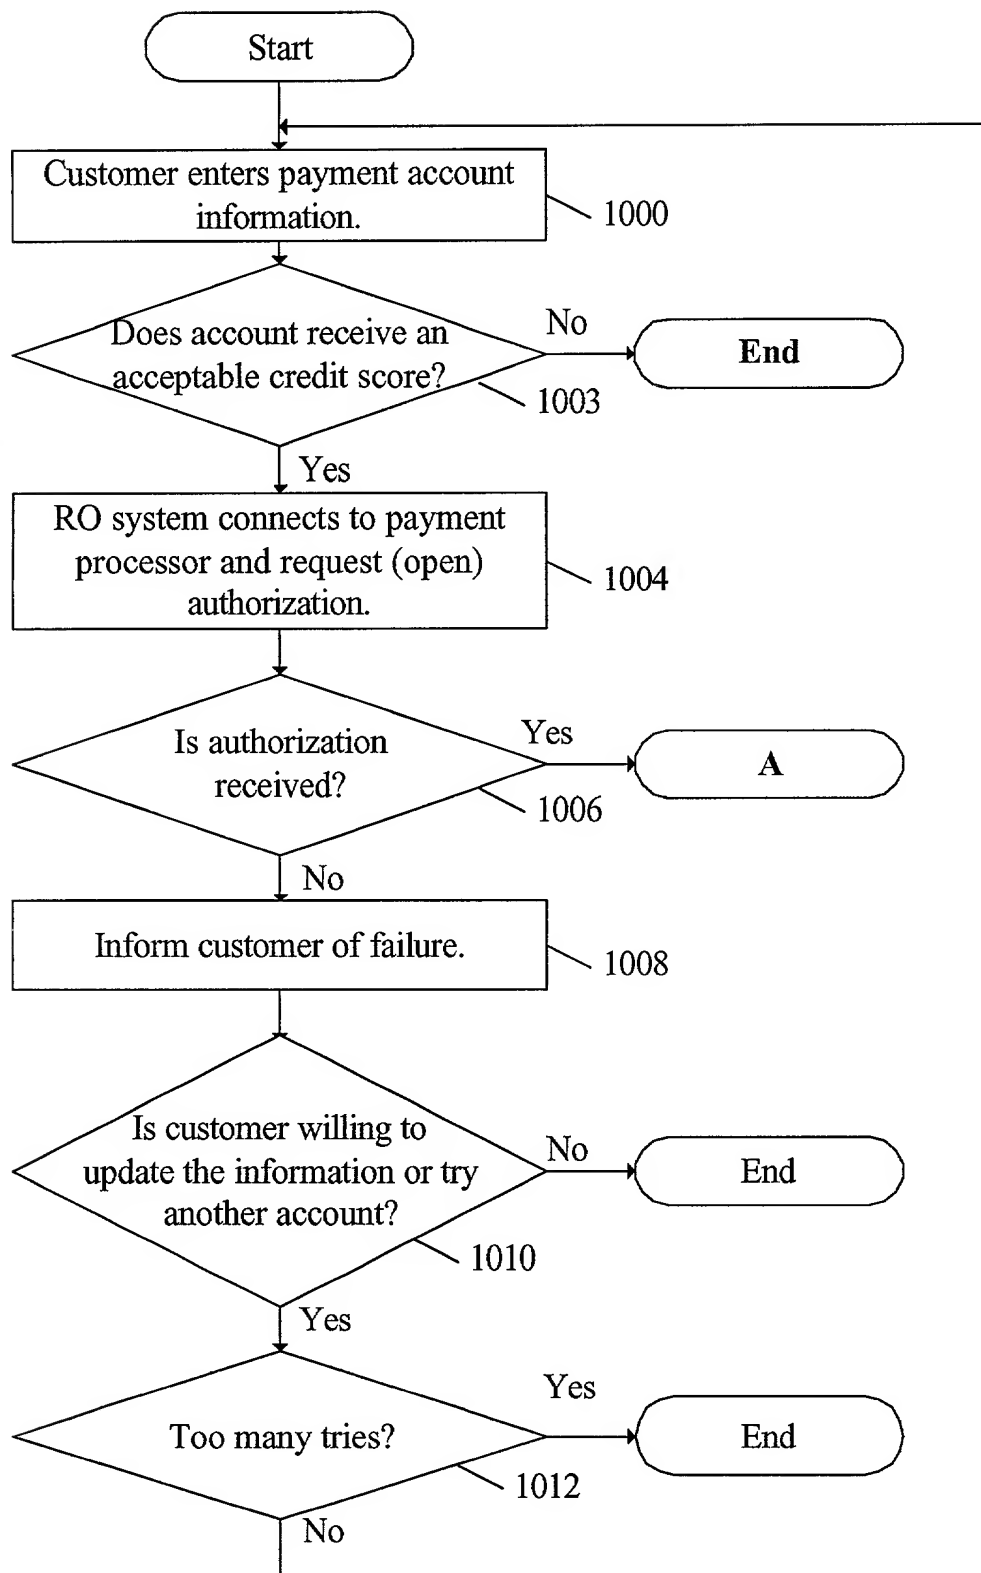 Start
Customer enters payment account
information.
1000
Does account receive an
acceptable credit score?
No
End
1003
Yes
RO system connects to payment
processor and request (open)
authorization.
1004
Is authorization
received?
Yes
A
1006
No
Inform customer of failure.
1008
Is customer willing to
update the information or try
another account?
No
End
1010
Yes
Too many tries?
Yes
End
1012
No